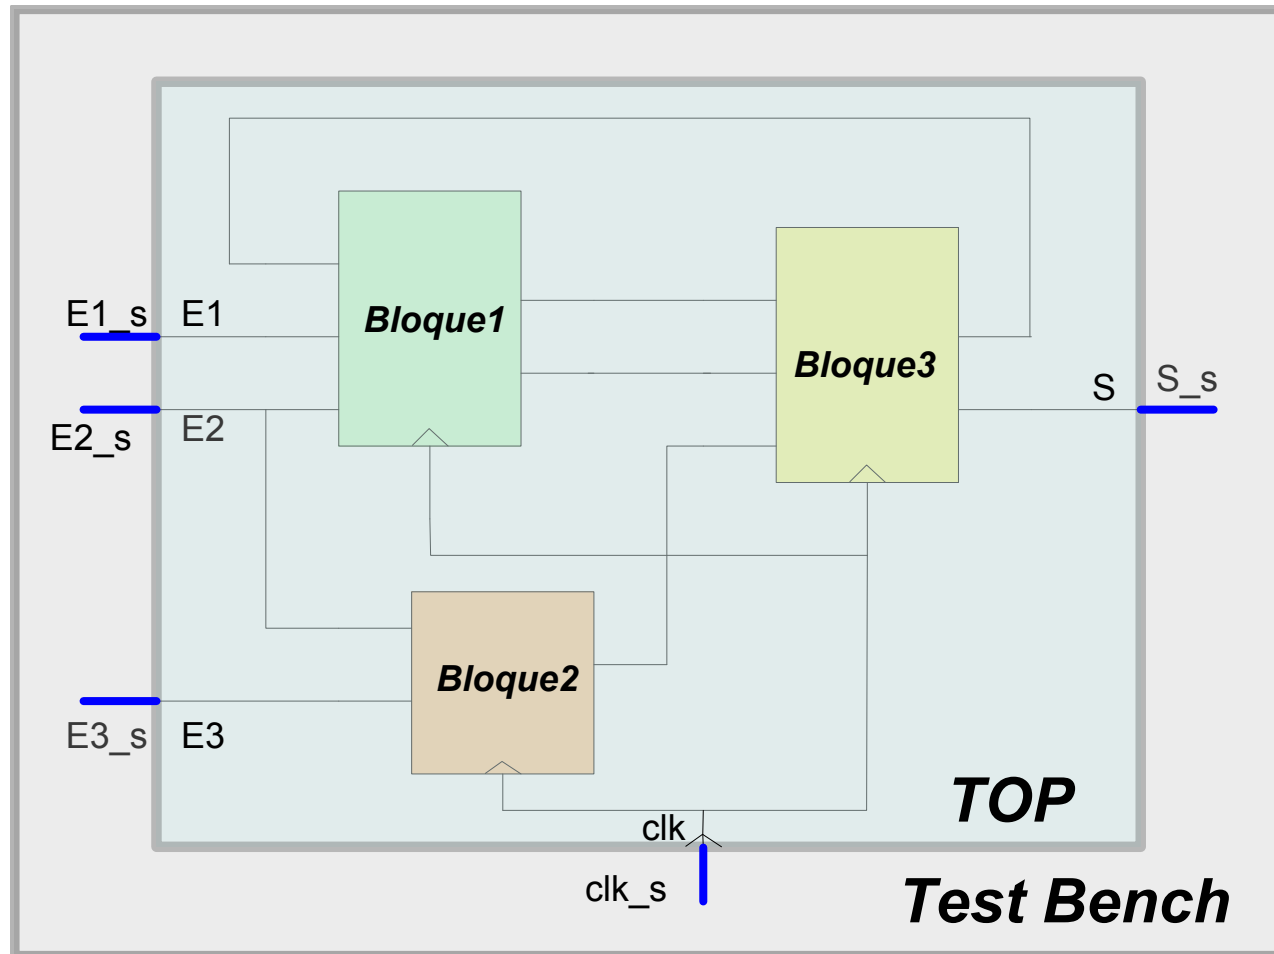 E1_s
E1
Bloque1
Bloque3
S
S_s
E2_s
E2
Bloque2
E3_s
E3
TOP
clk
clk_s
Test Bench